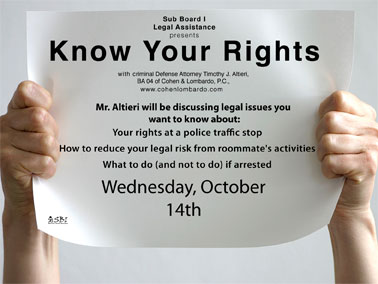 Sub Board I
Legal Assistance
presents
Know Your Rights
with criminal Defense Attorney Timothy J. Altieri,
BA 04 of Cohen & Lombardo, P.C.,
www.cohenlombardo.com
Mr. Altieri will be discussing legal issues you
want to know about:
Your rights at a police traffic stop
How to reduce your legal risk from roommate's activities
What to do (and not to do) if arrested
Wednesday, October
14th